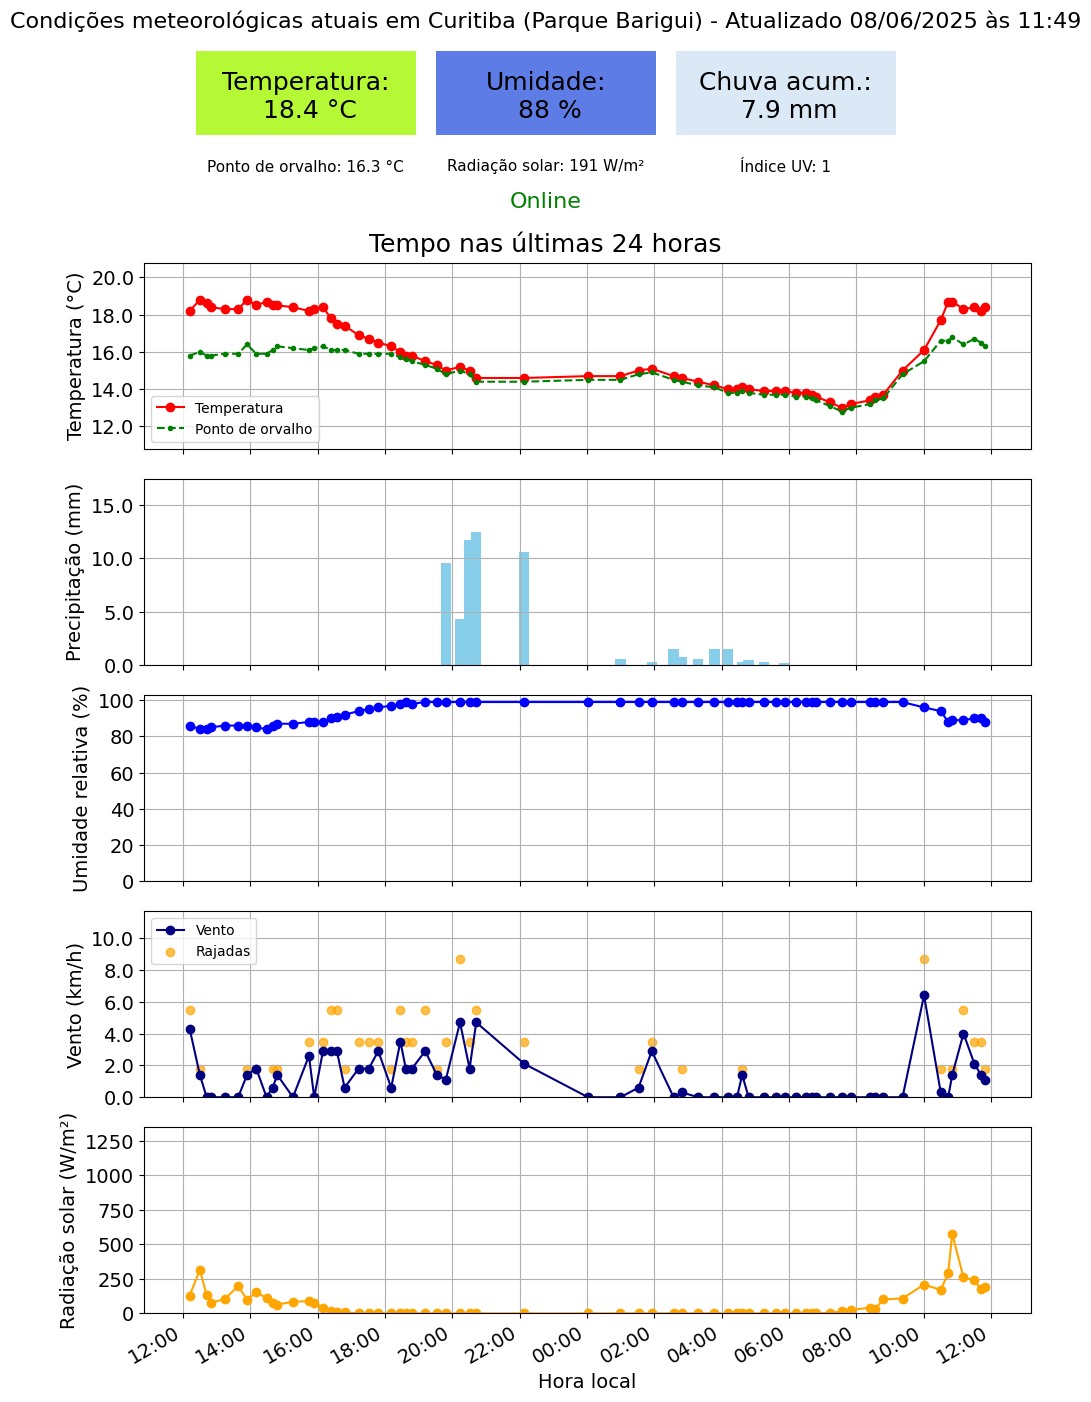 Condições meteorológicas atuais em Curitiba (Parque Barigui) - Atualizado 08/06/2025 às 11:49
Temperatura:
18.4 °C
Umidade:
88 %
Chuva acum.:
7.9 mm
Ponto de orvalho: 16.3 °C
Radiação solar: 191 W/m²
Índice UV: 1
Online
Tempo nas últimas 24 horas
Temperatura (°C)
20.0
18.0
16.0
14.0
12.0
Temperatura
Ponto de orvalho
Precipitação (mm)
15.0
10.0
5.0
0.0
Umidade relativa (%)
100
80
60
40
20
0
Vento (km/h)
10.0
8.0
6.0
4.0
2.0
0.0
Vento
Rajadas
Radiação solar (W/m²)
1250
1000
750
500
250
0
12:00
14:00
16:00
18:00
20:00
22:00
00:00
02:00
04:00
06:00
08:00
10:00
12:00
Hora local